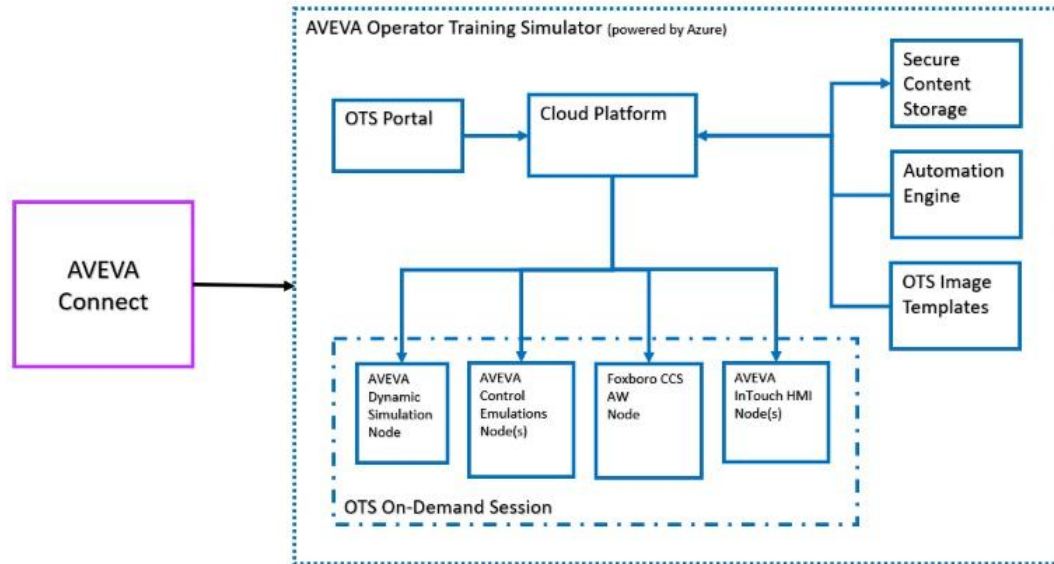 AVEVA Operator Training Simulator (powered by Azure)
OTS Portal
Cloud Platform
Secure
Content
Storage
Automation
Engine
OTS Image
Templates
AVEVA
Connect
AVEVA
Dynamic
Simulation
Node
AVEVA
Control
Emulations
Node(s)
Foxboro CCS
AW
Node
AVEVA
InTouch HMI
Node(s)
OTS On-Demand Session